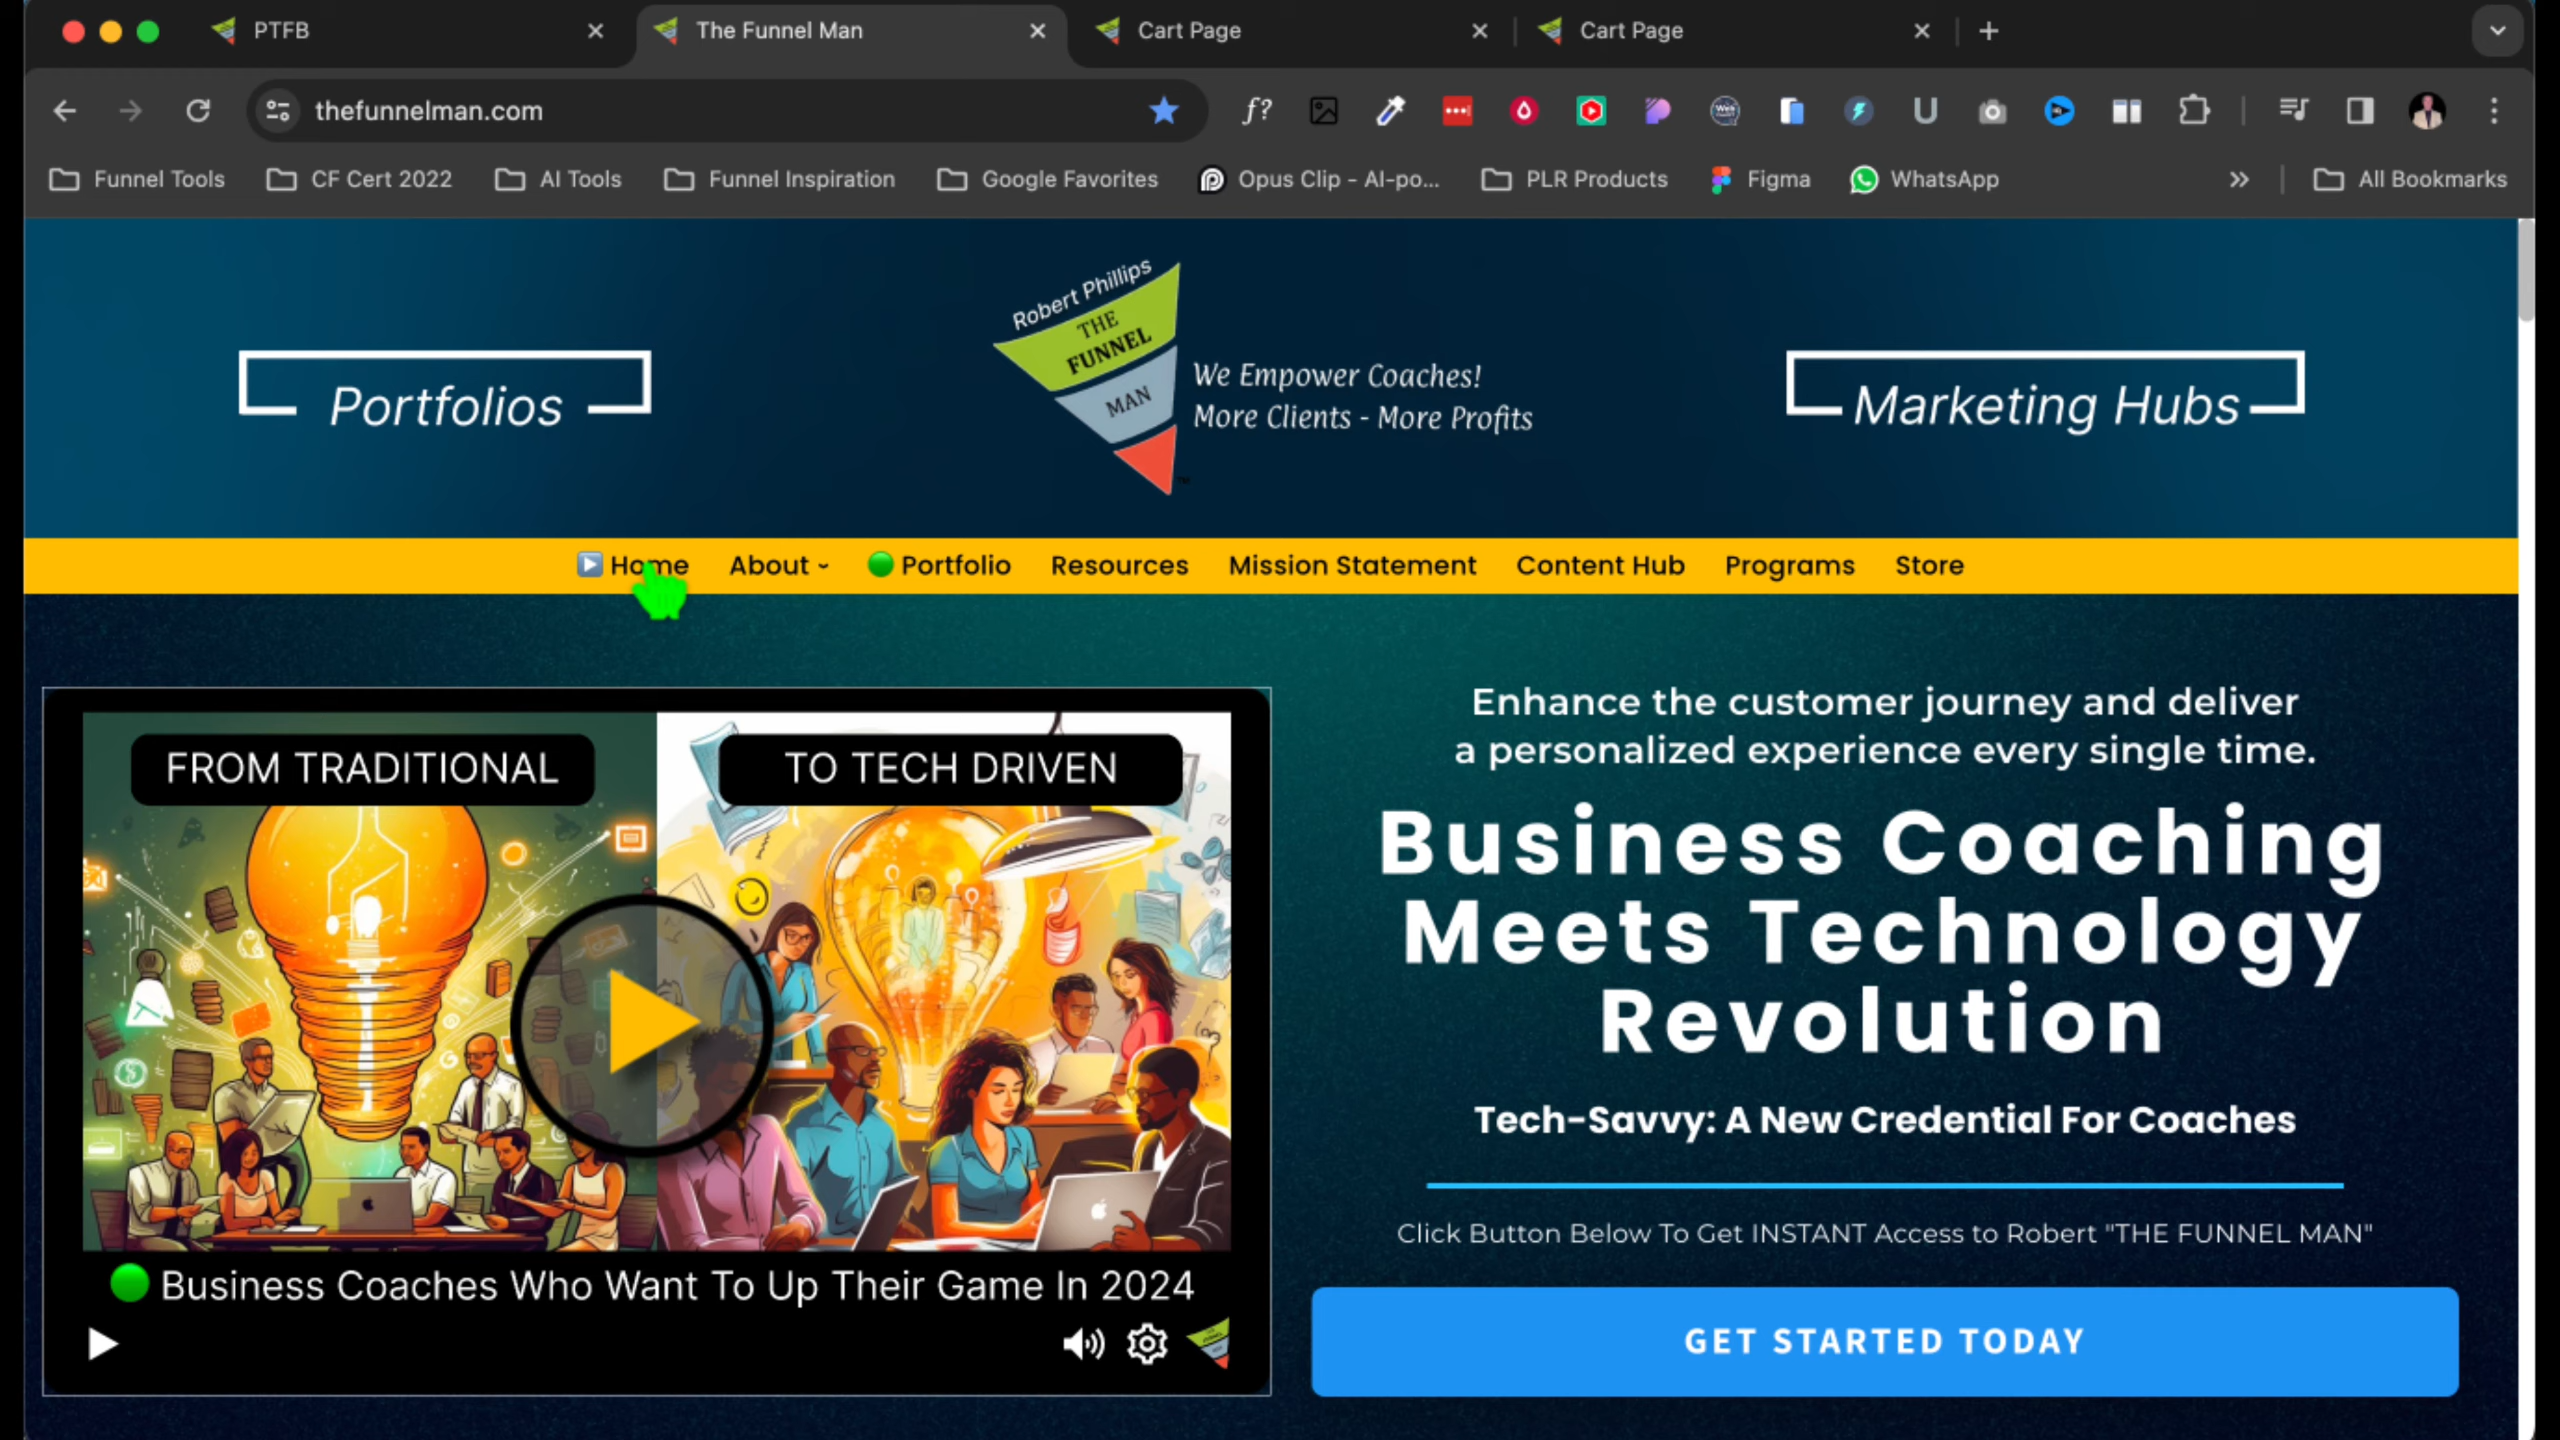 PTFB
The Funnel Man
Cart Page
Cart Page
thefunnelman.com
f?
Funnel Tools
CF Cert 2022
AI Tools
Funnel Inspiration
Google Favorites
Opus Clip - AI-po...
PLR Products
Figma
WhatsApp
All Bookmarks
Portfolios
Robert Phillips
THE
FUNNEL
MAN
We Empower Coaches!
More Clients - More Profits
Marketing Hubs
Home
About
Portfolio
Resources
Mission Statement
Content Hub
Programs
Store
FROM TRADITIONAL
TO TECH DRIVEN
Business Coaches Who Want To Up Their Game In 2024
Enhance the customer journey and deliver
a personalized experience every single time.
Business Coaching
Meets Technology
Revolution
Tech-Savvy: A New Credential For Coaches
Click Button Below To Get INSTANT Access to Robert "THE FUNNEL MAN"
GET STARTED TODAY